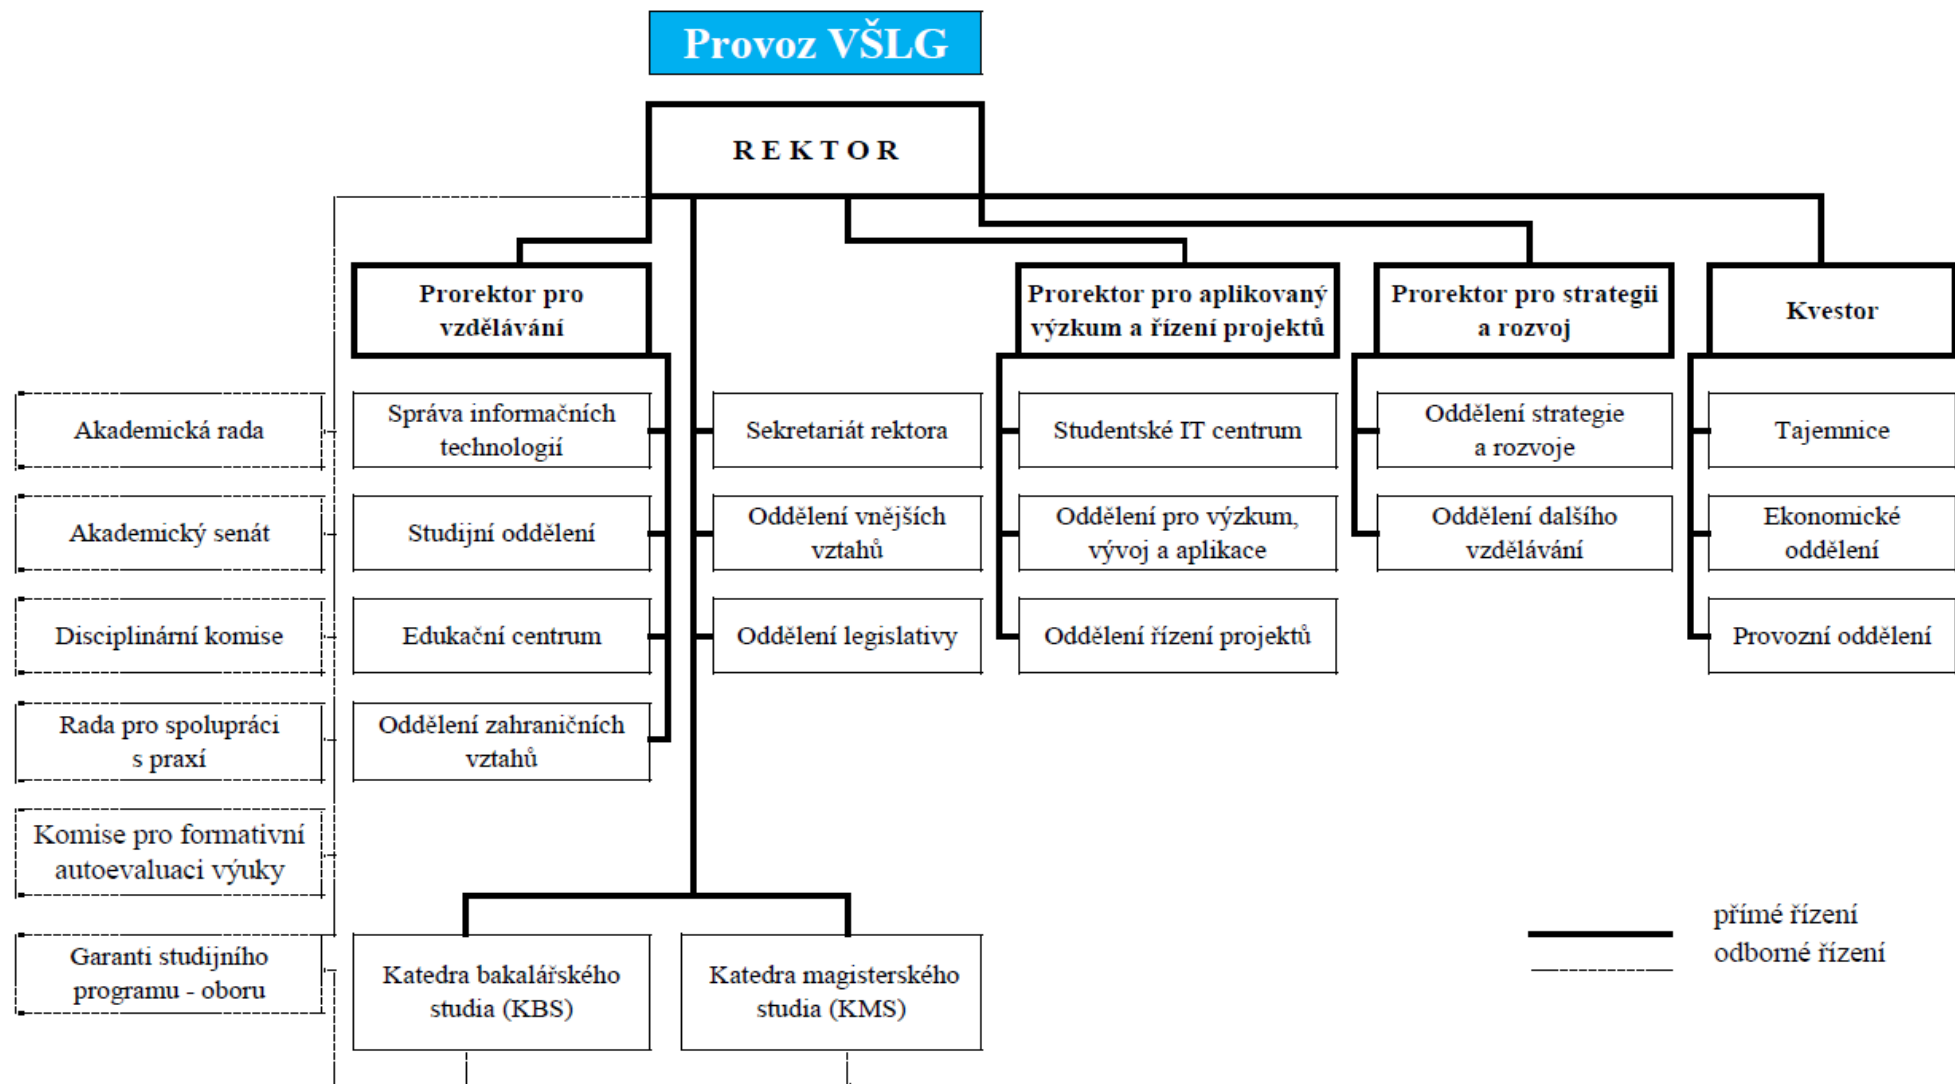 Provoz VŠLG
REKTOR
Prorektor pro
vzdělávání
Prorektor pro aplikovaný
výzkum a řízení projektů
Prorektor pro strategii
a rozvoj
Kvestor
Akademická rada
Správa informačních
technologií
Sekretariát rektora
Studentské IT centrum
Oddělení strategie
a rozvoje
Tajemnice
Akademický senát
Studijní oddělení
Oddělení vnějších
vztahů
Oddělení pro výzkum,
vývoj a aplikace
Oddělení dalšího
vzdělávání
Ekonomické
oddělení
Disciplinární komise
Edukační centrum
Oddělení legislativy
Oddělení řízení projektů
Provozní oddělení
Rada pro spolupráci
s praxí
Oddělení zahraničních
vztahů
Komise pro formativní
autoevaluaci výuky
Garanti studijního
programu - oboru
Katedra bakalářského
studia (KBS)
Katedra magisterského
studia (KMS)
přímé řízení
odborné řízení